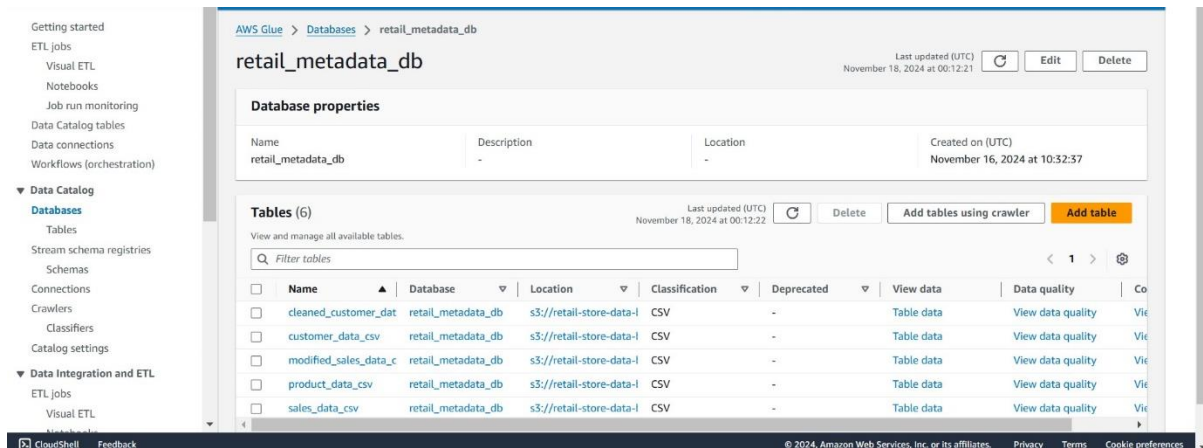 Getting started
ETL jobs
Visual ETL
Notebooks
Job run monitoring
Data Catalog tables
Data connections
Workflows (orchestration)
Data Catalog
Databases
Tables
Stream schema registries
Schemas
Connections
Crawlers
Classifiers
Catalog settings
Data Integration and ETL
ETL jobs
Visual ETL
AWS Glue > Databases > retail_metadata_db
retail_metadata_db
Last updated (UTC)
November 18, 2024 at 00:12:21
Edit Delete
Database properties
Name Description Location Created on (UTC)
retail_metadata_db - - November 16, 2024 at 10:32:37
Tables (6)
Last updated (UTC)
November 18, 2024 at 00:12:22
Delete Add tables using crawler Add table
View and manage all available tables.
Filter tables
< 1 >
Name Database Location Classification Deprecated View data Data quality Co
cleaned_customer_dat retail_metadata_db s3://retail-store-data-l CSV - Table data View data quality Vie
customer_data_csv retail_metadata_db s3://retail-store-data-l CSV - Table data View data quality Vie
modified_sales_data_c retail_metadata_db s3://retail-store-data-l CSV - Table data View data quality Vie
product_data_csv retail_metadata_db s3://retail-store-data-l CSV - Table data View data quality Vie
sales_data_csv retail_metadata_db s3://retail-store-data-l CSV - Table data View data quality Vie
CloudShell Feedback © 2024, Amazon Web Services, Inc. or its affiliates. Privacy Terms Cookie preferences